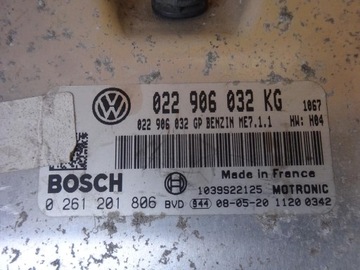 022 906 032 KG 1067
022 906 032 GP BENZIN ME7.1.1 HW: H04
Made in France
BOSCH 1039S22125 MOTRONIC
0 261 201 806 BVD 844 08-05-20 1120 0342